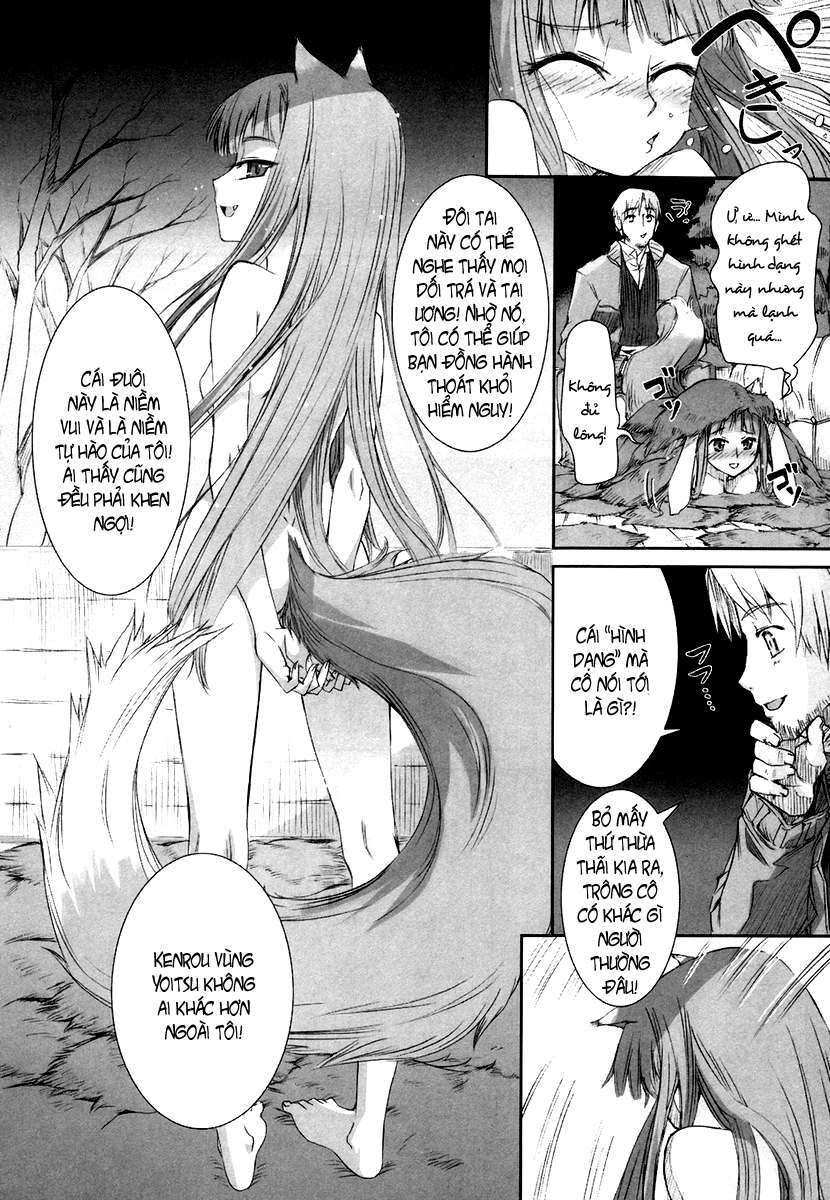 ペキシ
Ư ừ... Mình
không ghét
hình dạng
này nhưng
mà lạnh
quá...
Không
đủ
lông!
CÁI "HÌNH
DẠNG" MÀ
CÔ NÓI TỚI
LÀ GÌ?!
BỎ MẤY
THỨ THỪA
THÃI KIA RA,
TRÔNG CÔ
CÓ KHÁC GÌ
NGƯỜI
THƯỜNG
ĐÂU!
ĐÔI TAI
NÀY CÓ THỂ
NGHE THẤY MỌI
DỐI TRÁ VÀ TAI
ƯƠNG! NHỜ NÓ,
TÔI CÓ THỂ GIÚP
BẠN ĐỒNG HÀNH
THOÁT KHỎI
HIỂM NGUY!
CÁI ĐUÔI
NÀY LÀ NIỀM
VUI VÀ LÀ NIỀM
TỰ HÀO CỦA TÔI!
AI THẤY CŨNG
ĐỀU PHẢI KHEN
NGỢI!
KENROU VÙNG
YOITSU KHÔNG
AI KHÁC HƠN
NGOÀI TÔI!